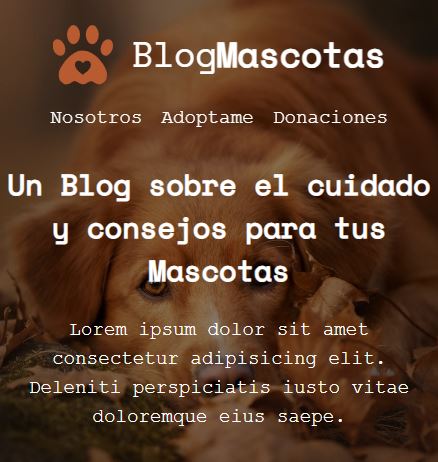 BlogMascotas
Nosotros Adoptame Donaciones
Un Blog sobre el cuidado
y consejos para tus
Mascotas
Lorem ipsum dolor sit amet
consectetur adipisicing elit.
Deleniti perspiciatis iusto vitae
doloremque eius saepe.